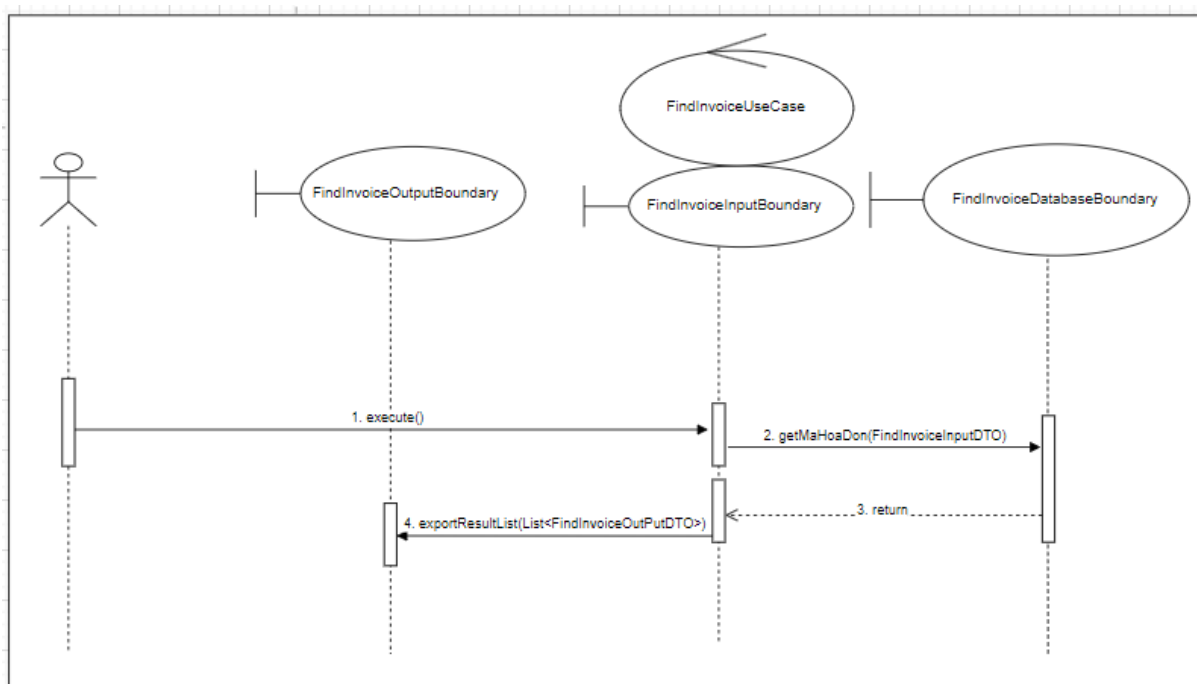 FindInvoiceUseCase
FindInvoiceOutputBoundary
FindInvoiceInputBoundary
FindInvoiceDatabaseBoundary
1. execute()
2. getMaHoaDon(FindInvoiceInputDTO)
3. return
4. exportResultList(List<FindInvoiceOutPutDTO>)